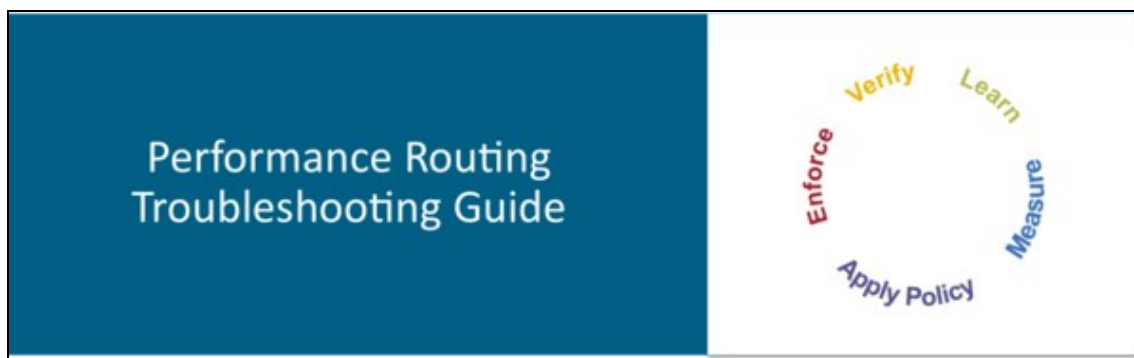 Performance Routing
Troubleshooting Guide
Learn
Measure
Apply Policy
Enforce
Verify